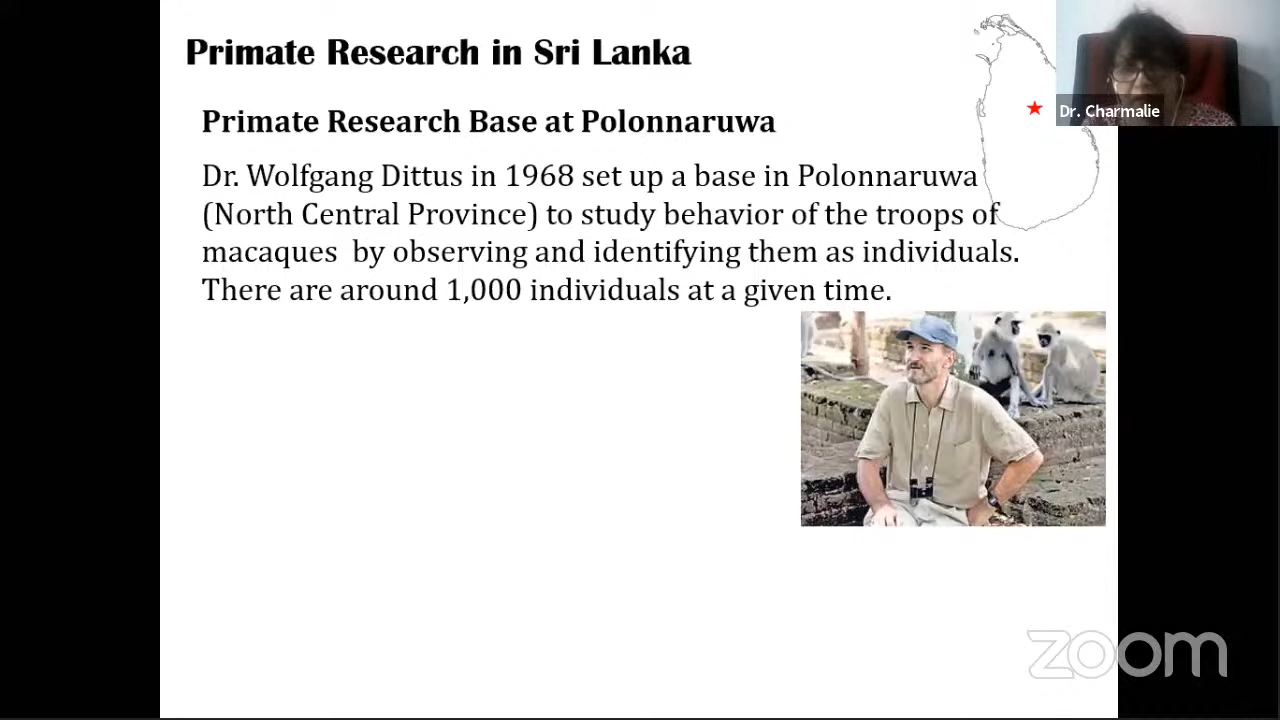 Primate Research in Sri Lanka
Dr. Charmalie
Primate Research Base at Polonnaruwa
Dr. Wolfgang Dittus in 1968 set up a base in Polonnaruwa
(North Central Province) to study behavior of the troops of
macaques  by observing and identifying them as individuals.
There are around 1,000 individuals at a given time.
zoom